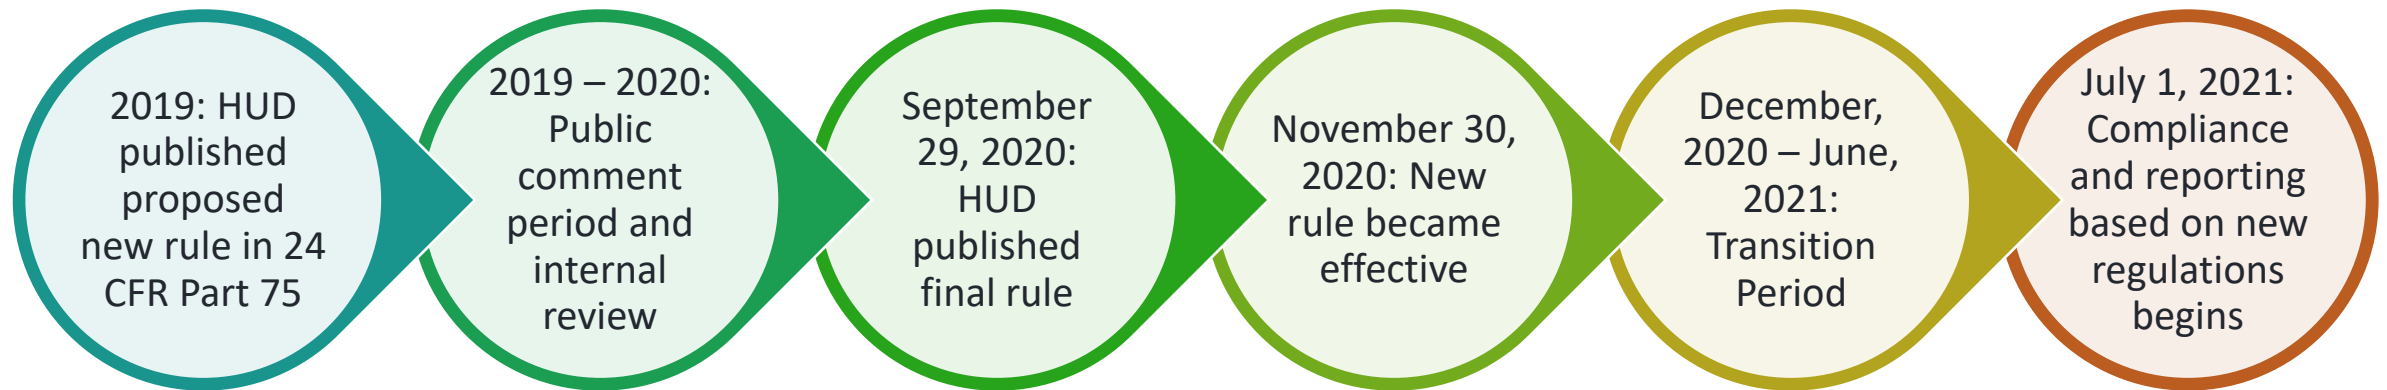 2019: HUD
published
proposed
new rule in 24
CFR Part 75
2019 – 2020:
Public
comment
period and
internal
review
September
29, 2020:
HUD
published
final rule
November 30,
2020: New
rule became
effective
December,
2020 – June,
2021:
Transition
Period
July 1, 2021:
Compliance
and reporting
based on new
regulations
begins